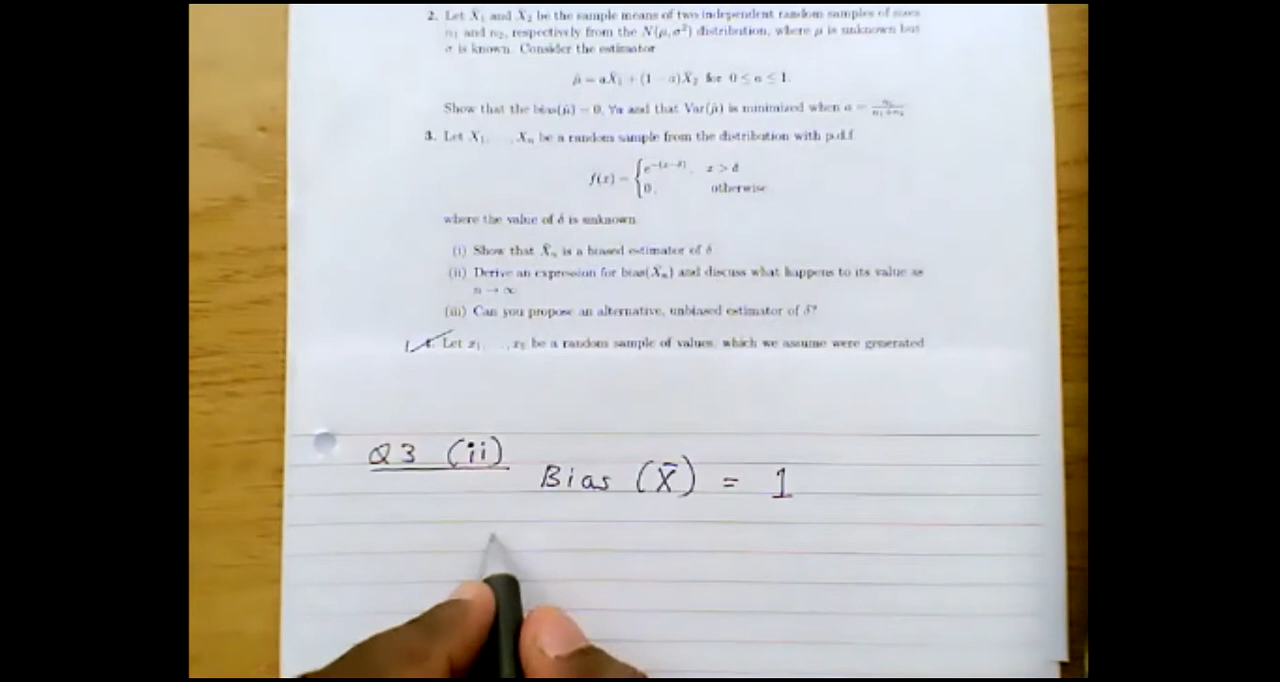 2. Let X̄₁ and X̄₂ be the sample means of two independent random samples of sizes
n₁ and n₂, respectively from the N(μ, σ²) distribution, where μ is unknown but
σ is known. Consider the estimator
μ̂ = aX̄₁ + (1 − a)X̄₂ for 0 ≤ a ≤ 1.
Show that the bias(μ̂) = 0, ∀a and that Var(μ̂) is minimized when a = n₁/(n₁+n₂)
3. Let X₁, . . . , Xₙ be a random sample from the distribution with p.d.f
f(x) = { e^−(x−δ), x > δ
0, otherwise
where the value of δ is unknown.
(i) Show that X̄ₙ is a biased estimator of δ
(ii) Derive an expression for bias(X̄ₙ) and discuss what happens to its value as
n → ∞
(iii) Can you propose an alternative, unbiased estimator of δ?
Let x₁, . . . , x₅ be a random sample of values, which we assume were generated
Q3 (ii)
Bias (X̄) = 1